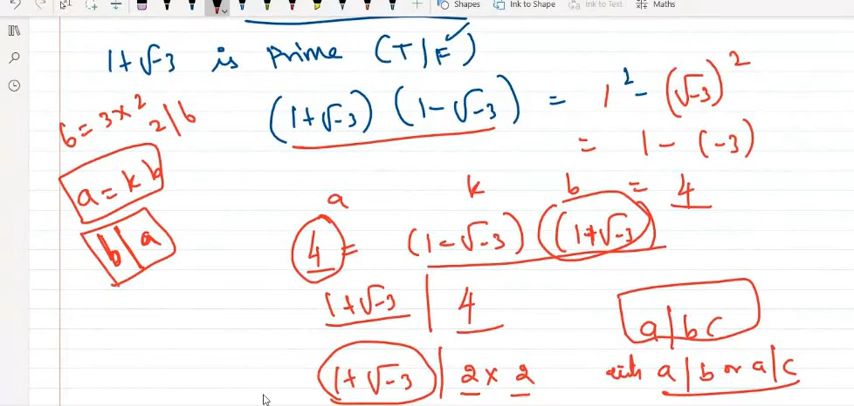 Shapes Ink to Shape Ink to Text Maths
1+√-3 is Prime (T/F)
6=3×2
2|6
(1+√-3) (1-√-3) = 1² - (√-3)²
= 1 - (-3)
= 4
a=kb
b|a
a k b
4 = (1-√-3) (1+√-3)
1+√-3 | 4
a|bc
1+√-3 | 2 × 2
a|b or a|c